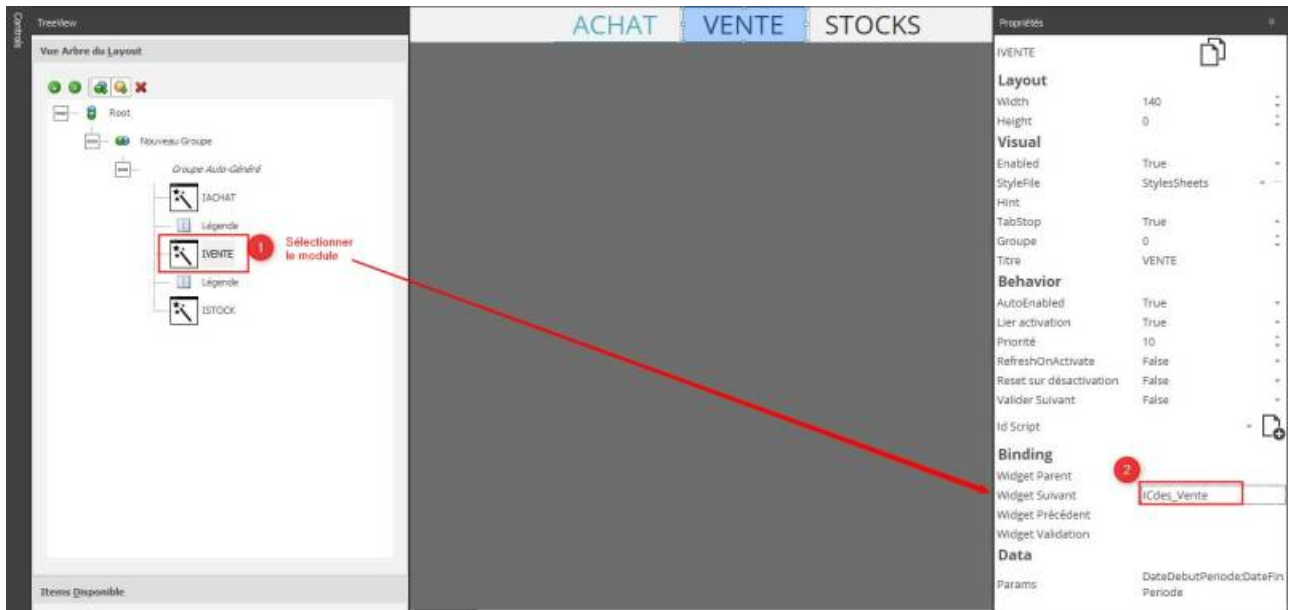 Controls
TreeView
Vue Arbre du Layout
Root
Nouveau Groupe
Groupe Auto-Généré
IACHAT
Légende
IVENTE
1
Sélectionner
le module
Légende
ISTOCK
Items Disponible
ACHAT VENTE STOCKS
Propriétés
IVENTE
Layout
Width 140
Height 0
Visual
Enabled True
StyleFile StylesSheets
Hint
TabStop True
Groupe 0
Titre VENTE
Behavior
AutoEnabled True
Lier activation True
Priorité 10
RefreshOnActivate False
Reset sur désactivation False
Valider Suivant False
Id Script
Binding
Widget Parent
2
Widget Suivant ICdes_Vente
Widget Précédent
Widget Validation
Data
Params DateDebutPeriode;DateFin
Periode